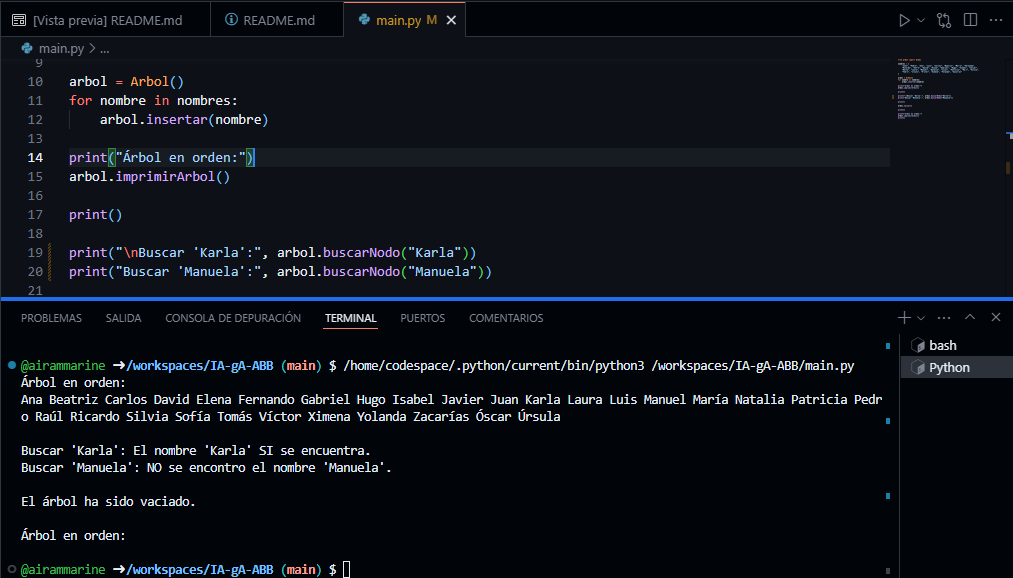 [Vista previa] README.md
README.md
main.py M
main.py > ...
9
10 arbol = Arbol()
11 for nombre in nombres:
12 arbol.insertar(nombre)
13
14 print("Árbol en orden:")
15 arbol.imprimirArbol()
16
17 print()
18
19 print("\nBuscar 'Karla':", arbol.buscarNodo("Karla"))
20 print("Buscar 'Manuela':", arbol.buscarNodo("Manuela"))
21
PROBLEMAS SALIDA CONSOLA DE DEPURACIÓN TERMINAL PUERTOS COMENTARIOS
bash
Python
@airammarine ➜/workspaces/IA-gA-ABB (main) $ /home/codespace/.python/current/bin/python3 /workspaces/IA-gA-ABB/main.py
Árbol en orden:
Ana Beatriz Carlos David Elena Fernando Gabriel Hugo Isabel Javier Juan Karla Laura Luis Manuel María Natalia Patricia Pedr
o Raúl Ricardo Silvia Sofía Tomás Víctor Ximena Yolanda Zacarías Óscar Úrsula
Buscar 'Karla': El nombre 'Karla' SI se encuentra.
Buscar 'Manuela': NO se encontro el nombre 'Manuela'.
El árbol ha sido vaciado.
Árbol en orden:
@airammarine ➜/workspaces/IA-gA-ABB (main) $